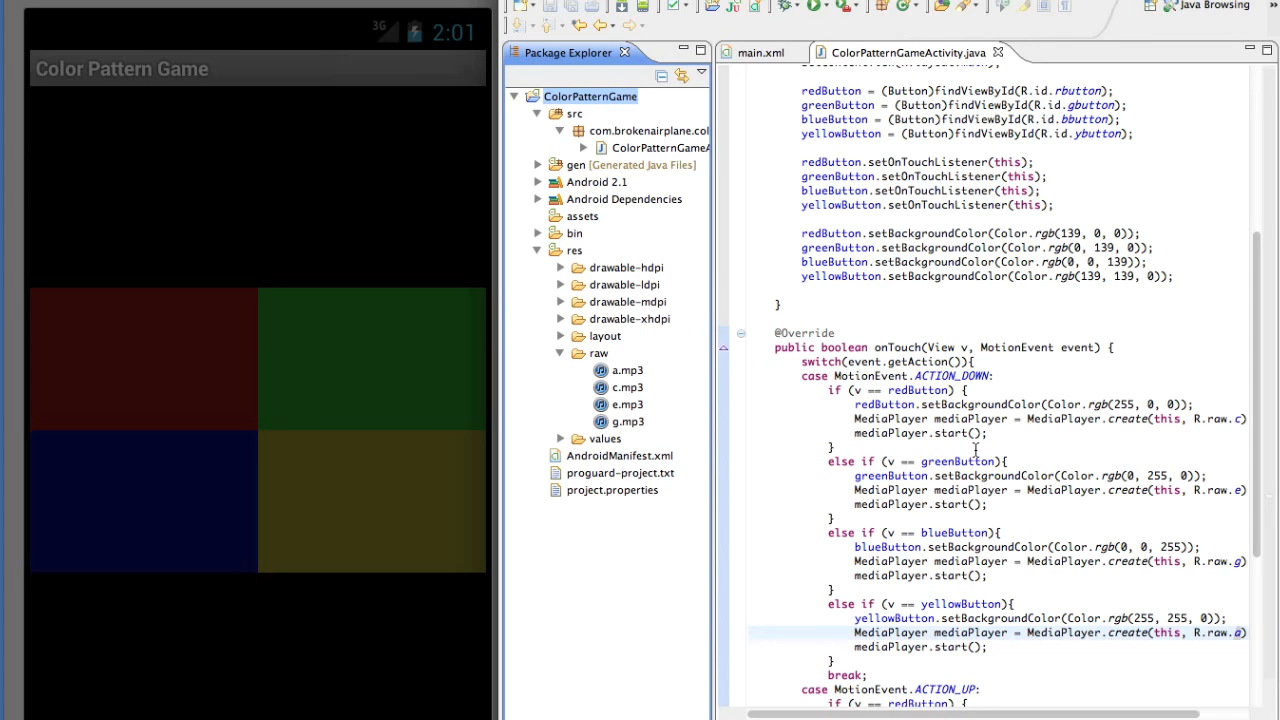 3G 2:01
Color Pattern Game
Java Browsing
Package Explorer
ColorPatternGame
src
com.brokenairplane.col
ColorPatternGameA
gen [Generated Java Files]
Android 2.1
Android Dependencies
assets
bin
res
drawable-hdpi
drawable-ldpi
drawable-mdpi
drawable-xhdpi
layout
raw
a.mp3
c.mp3
e.mp3
g.mp3
values
AndroidManifest.xml
proguard-project.txt
project.properties
main.xml ColorPatternGameActivity.java
redButton = (Button)findViewById(R.id.rbutton);
greenButton = (Button)findViewById(R.id.gbutton);
blueButton = (Button)findViewById(R.id.bbutton);
yellowButton = (Button)findViewById(R.id.ybutton);
redButton.setOnTouchListener(this);
greenButton.setOnTouchListener(this);
blueButton.setOnTouchListener(this);
yellowButton.setOnTouchListener(this);
redButton.setBackgroundColor(Color.rgb(139, 0, 0));
greenButton.setBackgroundColor(Color.rgb(0, 139, 0));
blueButton.setBackgroundColor(Color.rgb(0, 0, 139));
yellowButton.setBackgroundColor(Color.rgb(139, 139, 0));
}
@Override
public boolean onTouch(View v, MotionEvent event) {
switch(event.getAction()){
case MotionEvent.ACTION_DOWN:
if (v == redButton) {
redButton.setBackgroundColor(Color.rgb(255, 0, 0));
MediaPlayer mediaPlayer = MediaPlayer.create(this, R.raw.c)
mediaPlayer.start();
}
else if (v == greenButton){
greenButton.setBackgroundColor(Color.rgb(0, 255, 0));
MediaPlayer mediaPlayer = MediaPlayer.create(this, R.raw.e)
mediaPlayer.start();
}
else if (v == blueButton){
blueButton.setBackgroundColor(Color.rgb(0, 0, 255));
MediaPlayer mediaPlayer = MediaPlayer.create(this, R.raw.g)
mediaPlayer.start();
}
else if (v == yellowButton){
yellowButton.setBackgroundColor(Color.rgb(255, 255, 0));
MediaPlayer mediaPlayer = MediaPlayer.create(this, R.raw.a)
mediaPlayer.start();
}
break;
case MotionEvent.ACTION_UP:
if (v == redButton) {